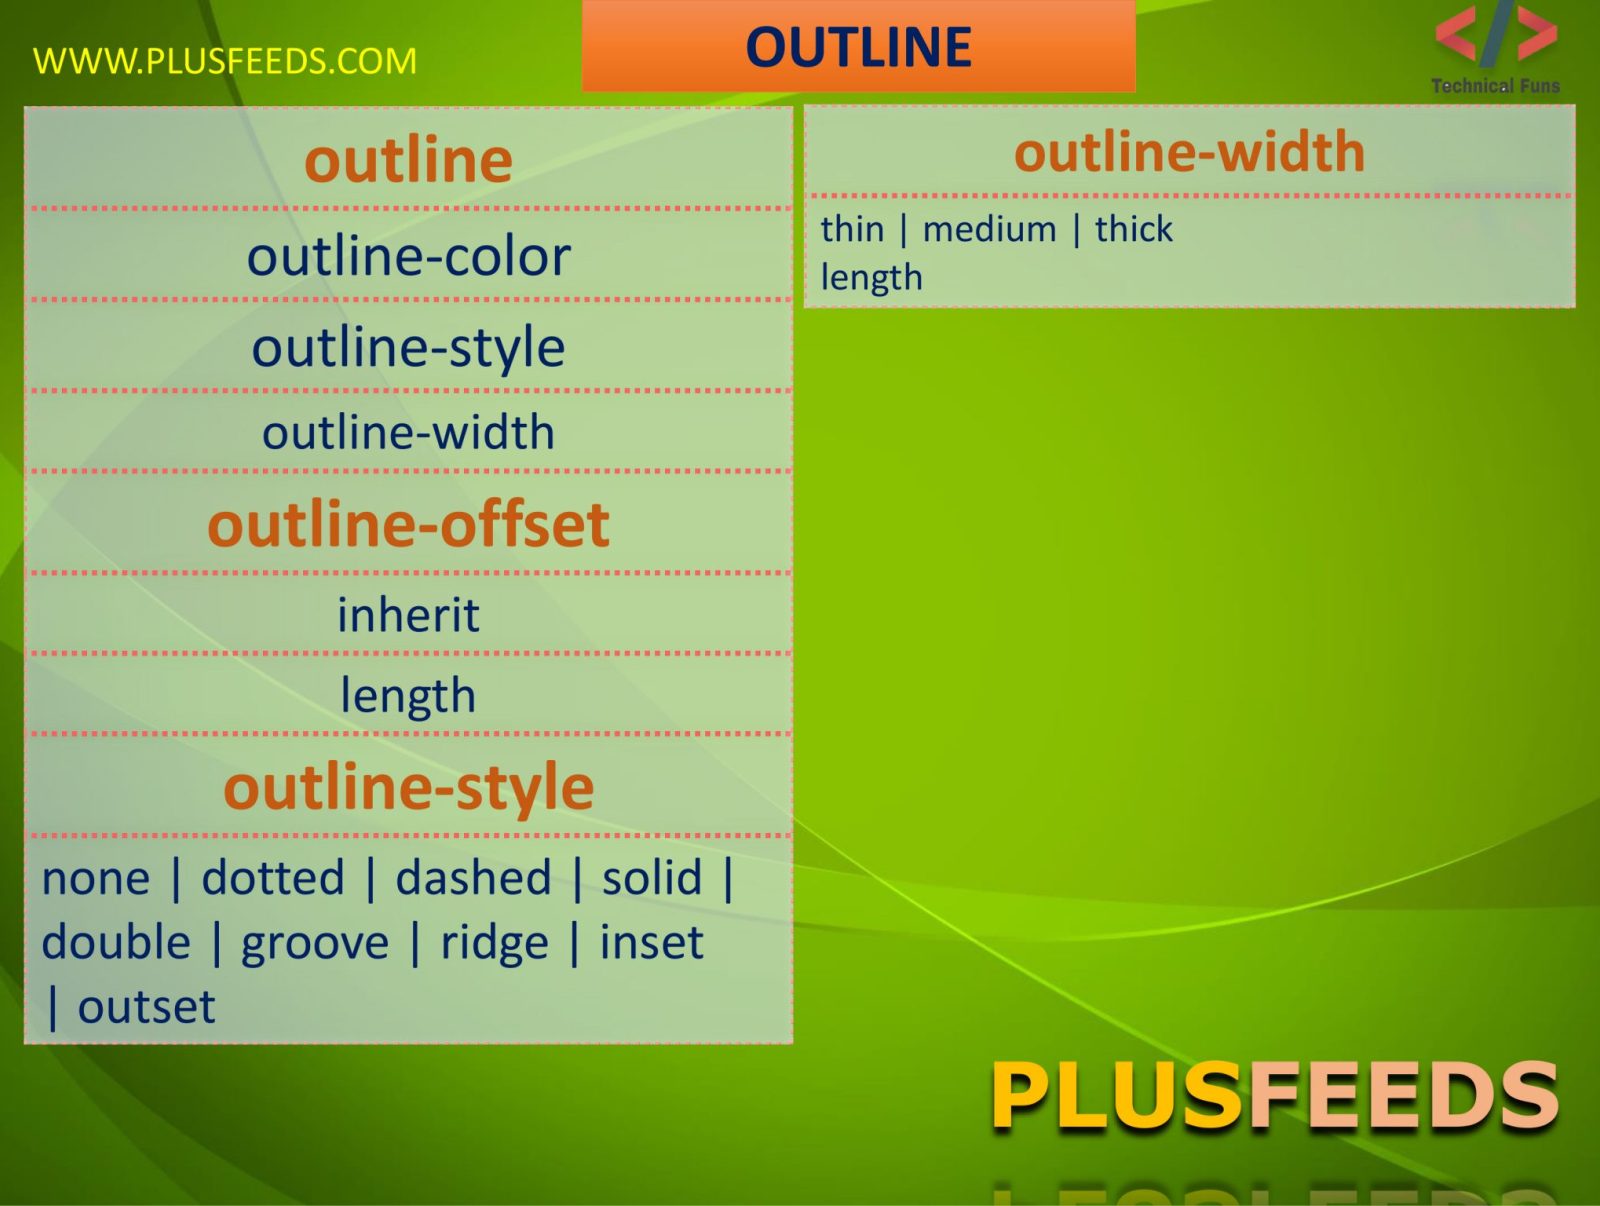 WWW.PLUSFEEDS.COM
OUTLINE
</>
Technical Funs
outline
outline-color
outline-style
outline-width
outline-offset
inherit
length
outline-style
none | dotted | dashed | solid |
double | groove | ridge | inset
| outset
outline-width
thin | medium | thick
length
PLUSFEEDS